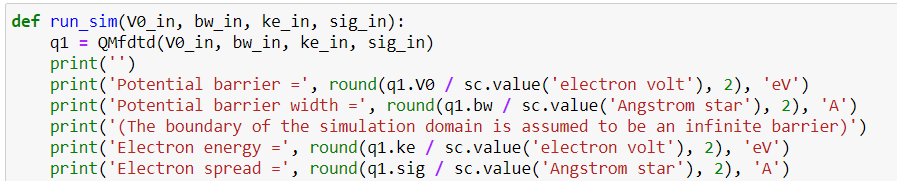 def run_sim(V0_in, bw_in, ke_in, sig_in):
    q1 = QMfdtd(V0_in, bw_in, ke_in, sig_in)
    print('')
    print('Potential barrier =', round(q1.V0 / sc.value('electron volt'), 2), 'eV')
    print('Potential barrier width =', round(q1.bw / sc.value('Angstrom star'), 2), 'A')
    print('(The boundary of the simulation domain is assumed to be an infinite barrier)')
    print('Electron energy =', round(q1.ke / sc.value('electron volt'), 2), 'eV')
    print('Electron spread =', round(q1.sig / sc.value('Angstrom star'), 2), 'A')